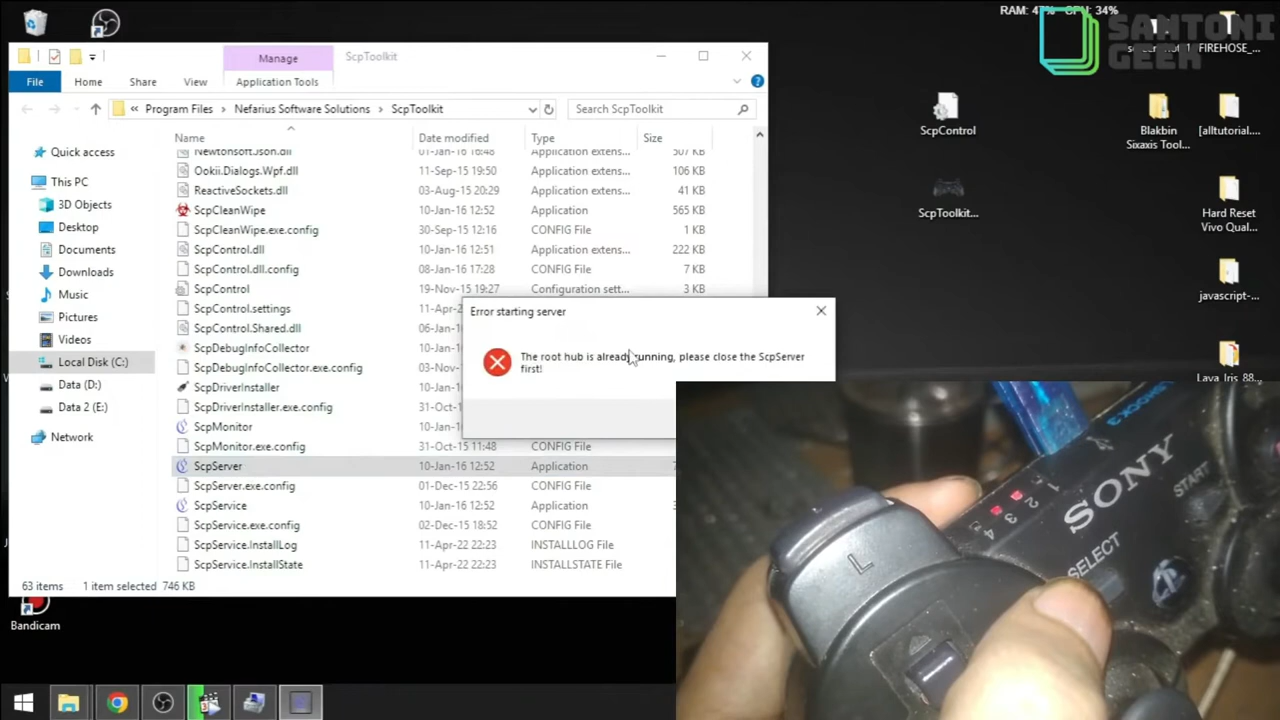 RAM: 47% CPU: 34%
SANTONI
GEEK
FIREHOSE_...
Manage
ScpToolkit
File
Home
Share
View
Application Tools
Program Files
Nefarius Software Solutions
ScpToolkit
Search ScpToolkit
Quick access
This PC
3D Objects
Desktop
Documents
Downloads
Music
Pictures
Videos
Local Disk (C:)
Data (D:)
Data 2 (E:)
Network
Name
Date modified
Type
Size
Newtonsoft.Json.dll
01-Jan-16 16:48
Application extens...
507 KB
Ookii.Dialogs.Wpf.dll
11-Sep-15 19:50
Application extens...
106 KB
ReactiveSockets.dll
03-Aug-15 20:29
Application extens...
41 KB
ScpCleanWipe
10-Jan-16 12:52
Application
565 KB
ScpCleanWipe.exe.config
30-Sep-15 12:16
CONFIG File
1 KB
ScpControl.dll
10-Jan-16 12:51
Application extens...
222 KB
ScpControl.dll.config
08-Jan-16 17:28
CONFIG File
7 KB
ScpControl
19-Nov-15 19:27
Configuration sett...
3 KB
ScpControl.settings
11-Apr-2
ScpControl.Shared.dll
06-Jan-1
ScpDebugInfoCollector
10-Jan-1
ScpDebugInfoCollector.exe.config
03-Nov-1
ScpDriverInstaller
10-Jan-1
ScpDriverInstaller.exe.config
31-Oct-1
ScpMonitor
10-Jan-1
ScpMonitor.exe.config
31-Oct-15 11:48
CONFIG File
ScpServer
10-Jan-16 12:52
Application
ScpServer.exe.config
01-Dec-15 23:56
CONFIG File
ScpService
10-Jan-16 12:52
Application
ScpService.exe.config
02-Dec-15 18:52
CONFIG File
ScpService.InstallLog
11-Apr-22 22:23
INSTALLLOG File
ScpService.InstallState
11-Apr-22 22:23
INSTALLSTATE File
63 items
1 item selected 746 KB
Error starting server
The root hub is already running, please close the ScpServer
first!
ScpControl
ScpToolkit...
Blakbin
Sixaxis Tool...
[alltutorial....
Hard Reset
Vivo Qual...
javascript-...
Lava_Iris_88...
Bandicam
SONY
START
SELECT
L
1
2
3
4